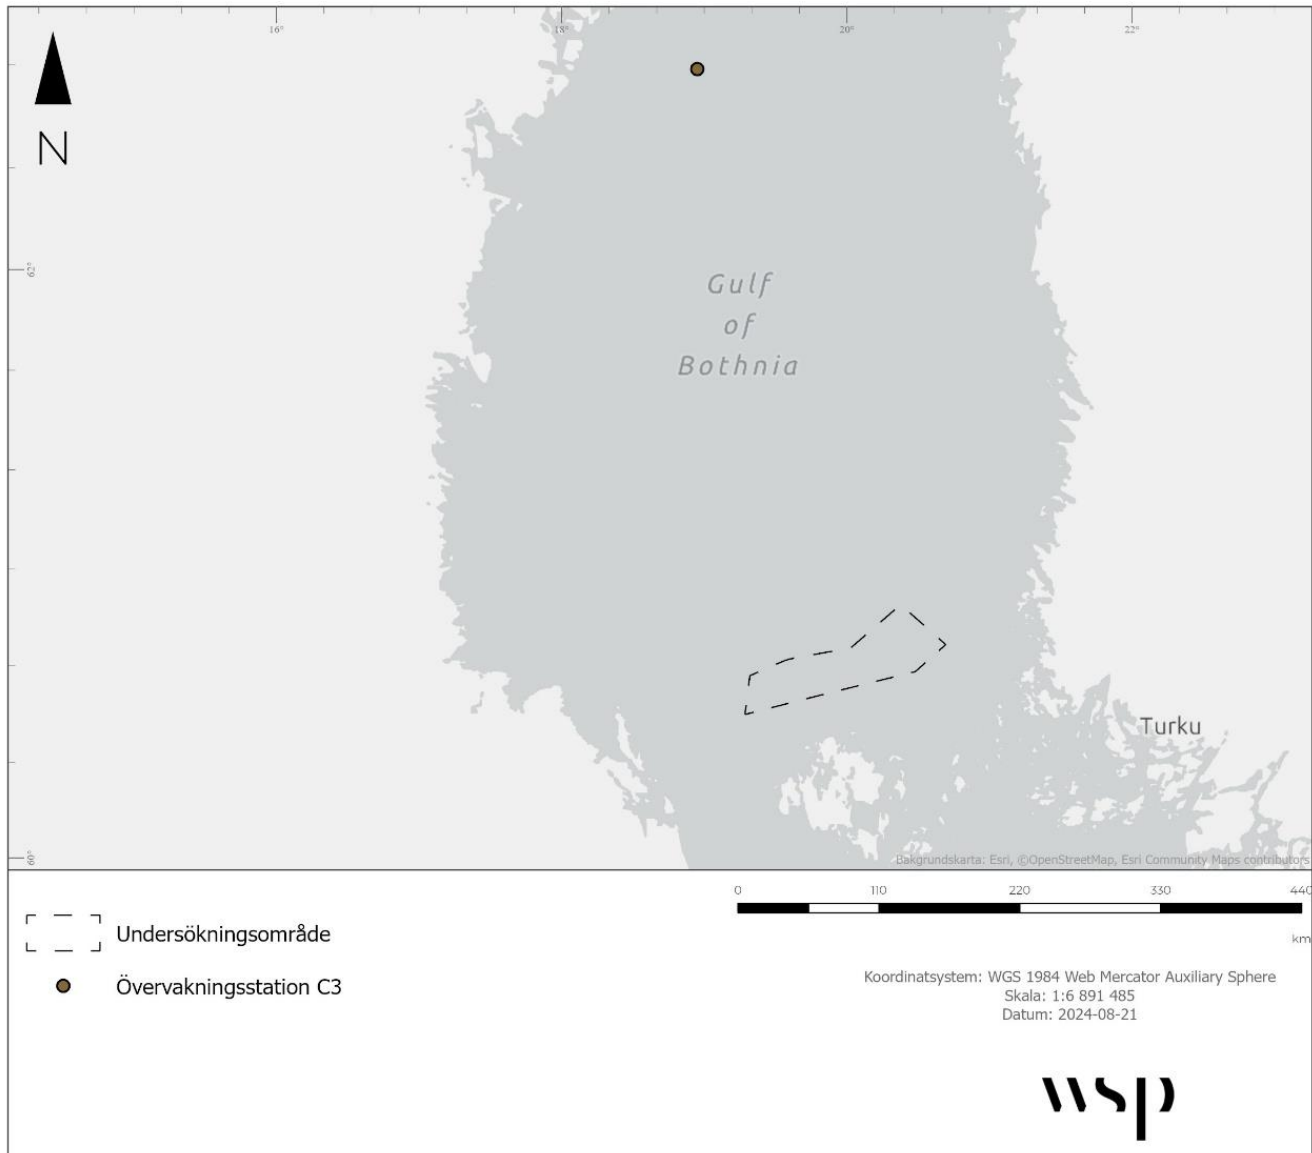 16°
18°
20°
22°
N
62°
Gulf
of
Bothnia
Turku
60°
Bakgrundskarta: Esri, ©OpenStreetMap, Esri Community Maps contributors
0 110 220 330 440
km
Undersökningsområde
Övervakningsstation C3
Koordinatsystem: WGS 1984 Web Mercator Auxiliary Sphere
Skala: 1:6 891 485
Datum: 2024-08-21
wsp